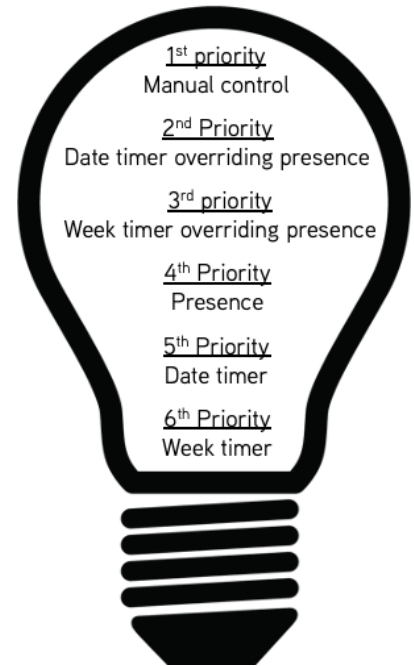 1st priority
Manual control
2nd Priority
Date timer overriding presence
3rd priority
Week timer overriding presence
4th Priority
Presence
5th Priority
Date timer
6th Priority
Week timer